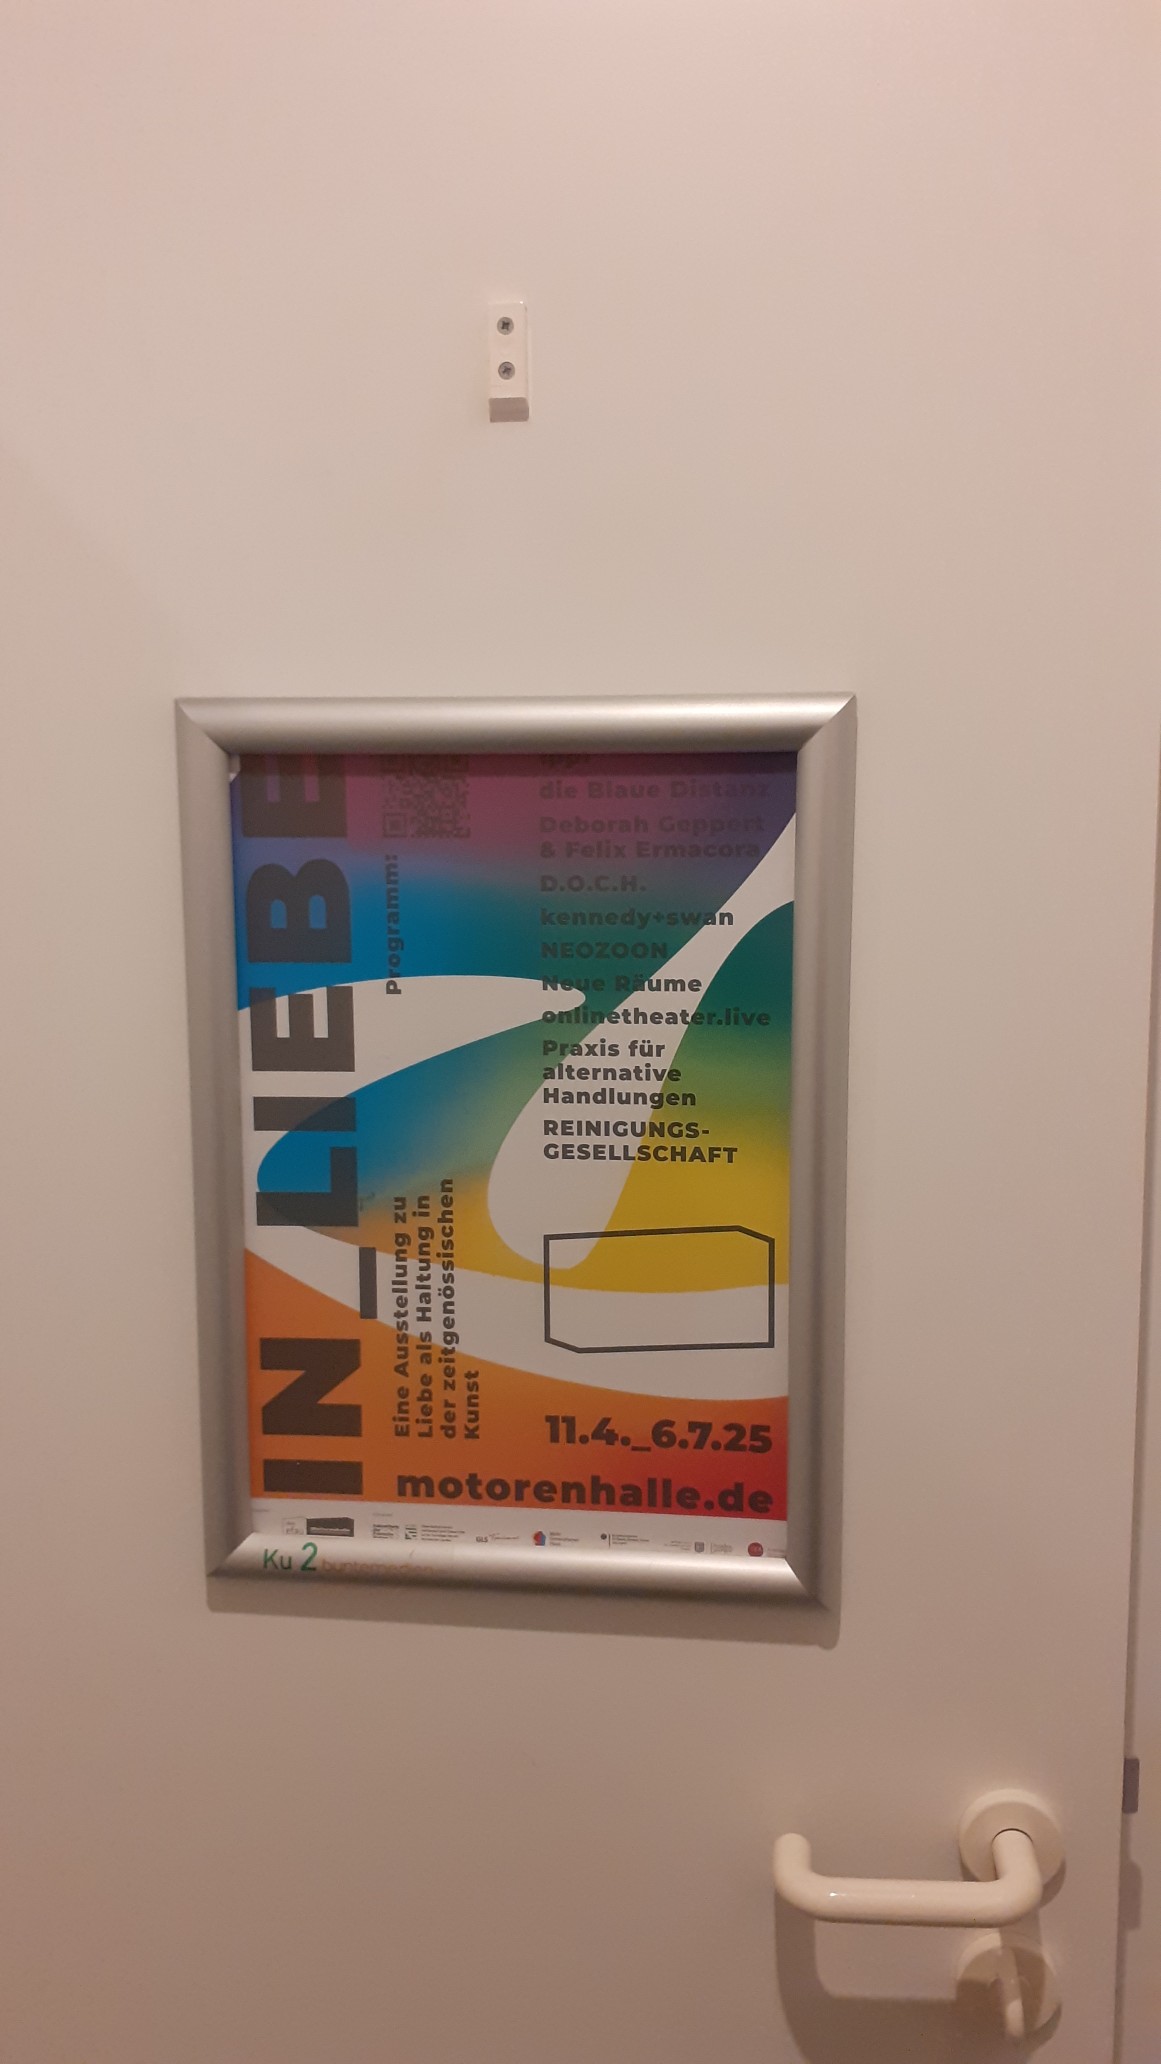 IN_LIEBE
Programm:
Eine Ausstellung zu
Liebe als Haltung in
der zeitgenössischen
Kunst
die Blaue Distanz
Deborah Geppert
& Felix Ermacora
D.O.C.H.
kennedy+swan
NEOZOON
Neue Räume
onlinetheater.live
Praxis für
alternative
Handlungen
REINIGUNGS-
GESELLSCHAFT
11.4._6.7.25
motorenhalle.de
GLS
Ku 2 buntemedien